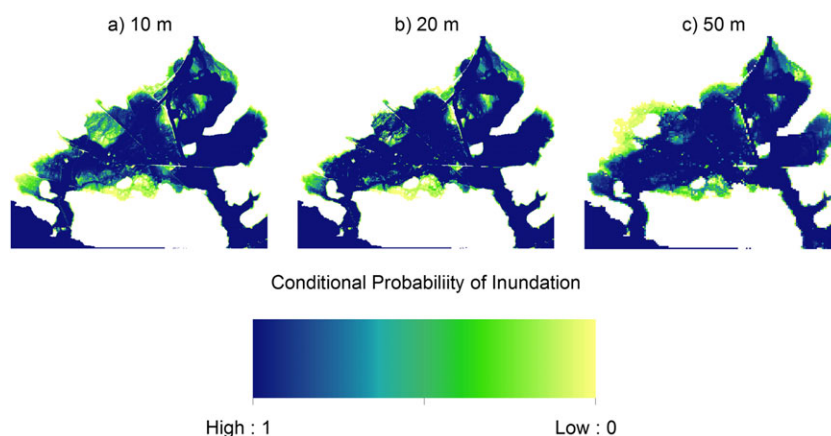 a) 10 m
b) 20 m
c) 50 m
Conditional Probabiliity of Inundation
High : 1
Low : 0